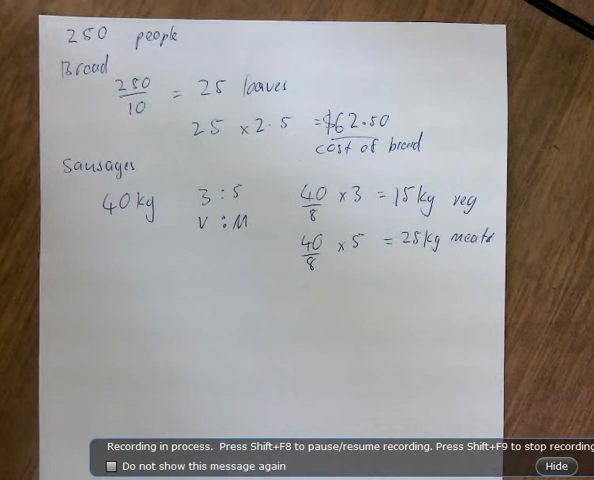 250 people
Bread
250/10 = 25 loaves
25 × 2.5 = $62.50
cost of bread
Sausages
40kg 3:5 40/8 × 3 = 15kg veg
V:M
40/8 × 5 = 25kg meats
Recording in process. Press Shift+F8 to pause/resume recording. Press Shift+F9 to stop recording
Do not show this message again
Hide